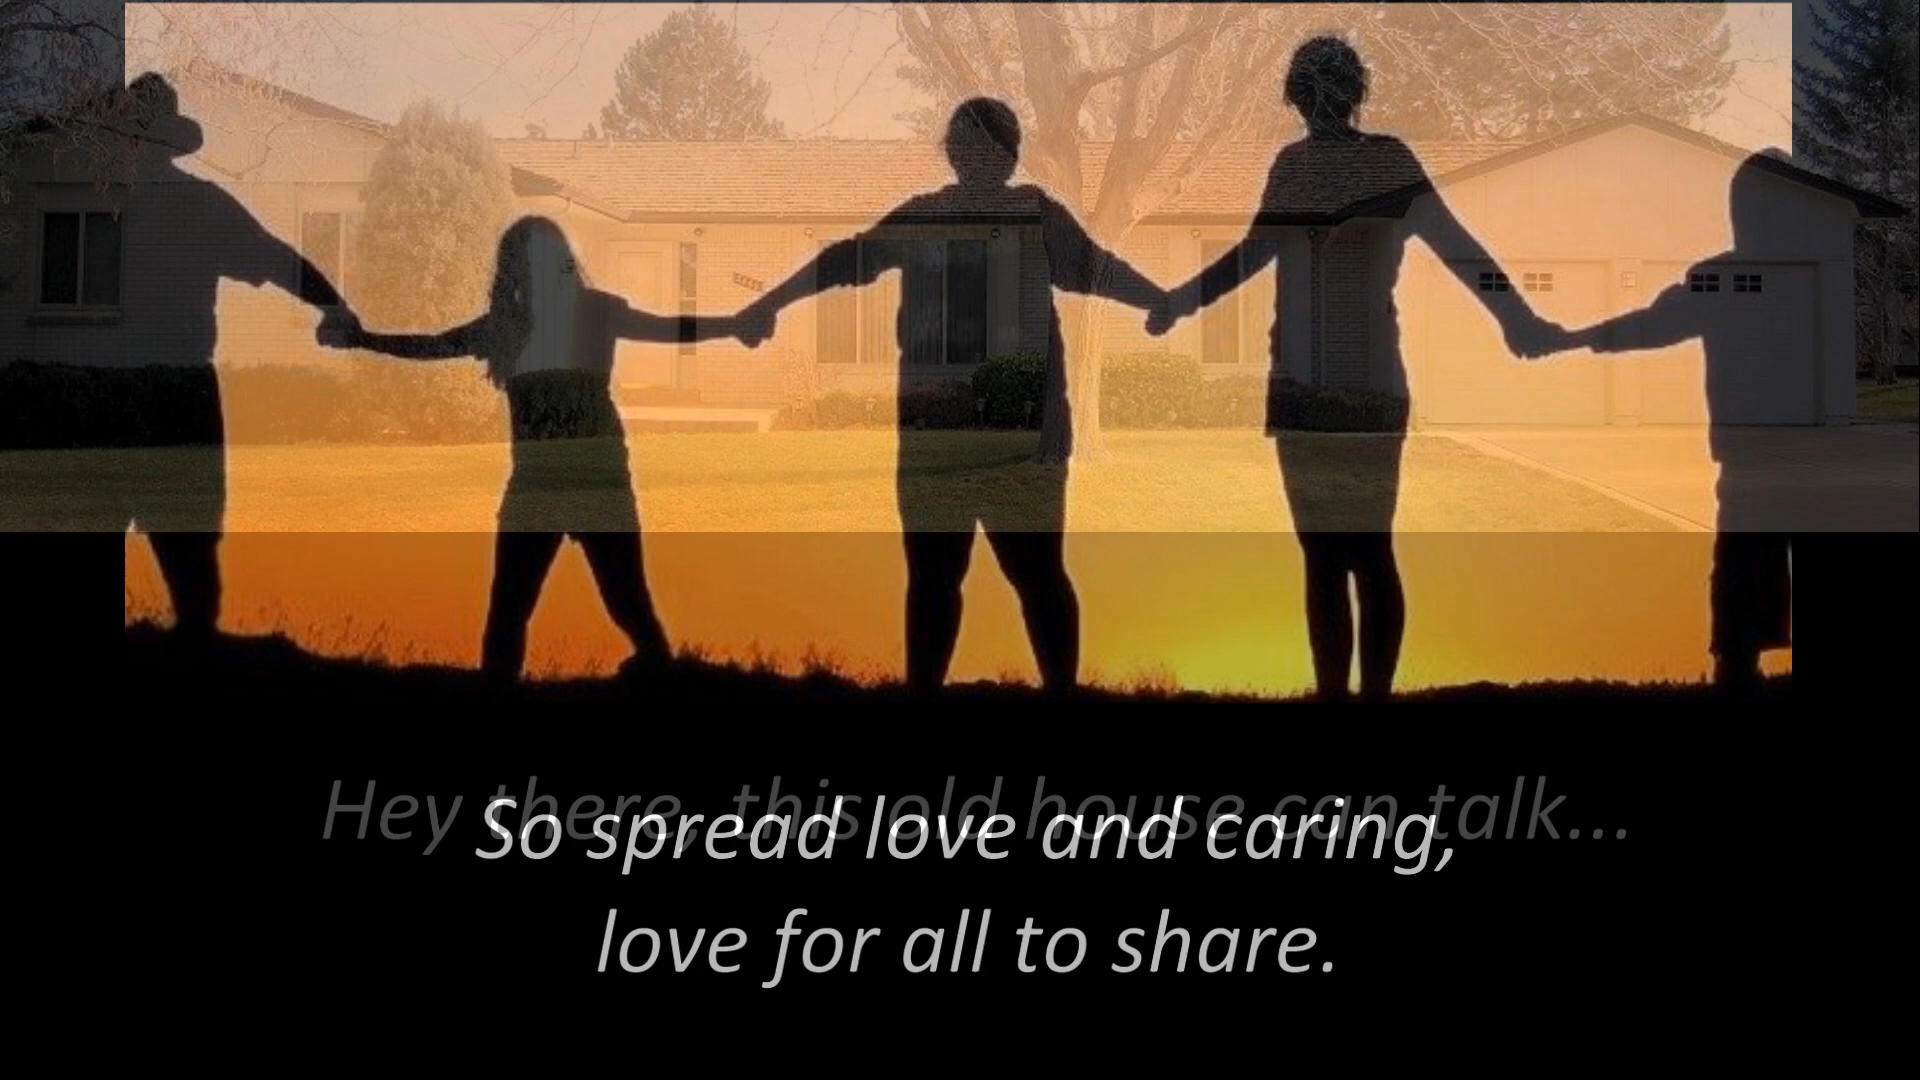 Hey there, this old house can talk...
So spread love and caring,
love for all to share.